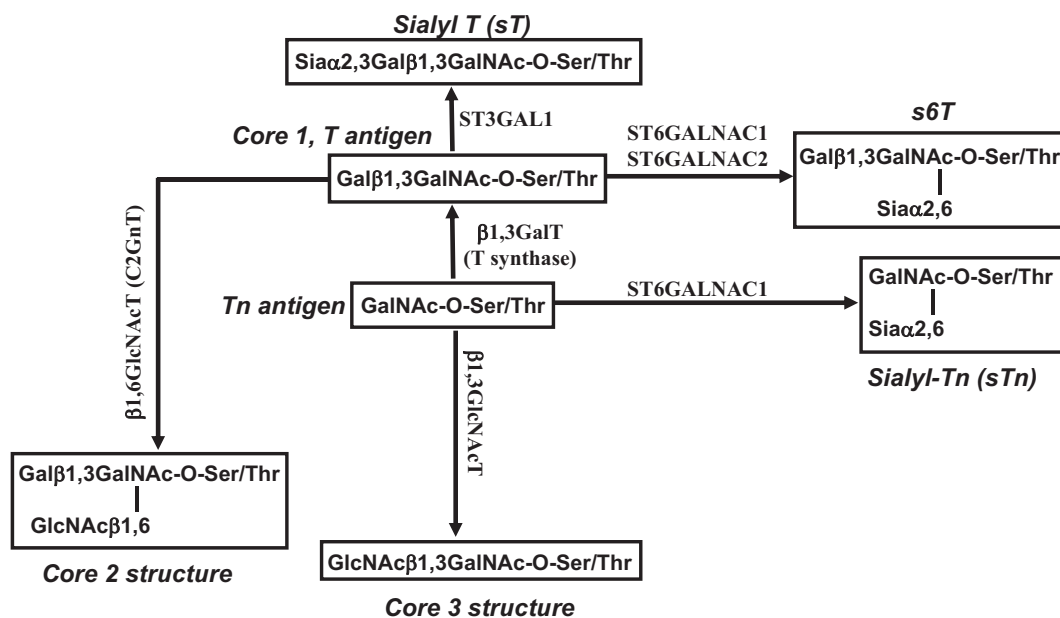 Sialyl T (sT)
Siaα2,3Galβ1,3GalNAc-O-Ser/Thr
ST3GAL1
Core 1, T antigen
Galβ1,3GalNAc-O-Ser/Thr
ST6GALNAC1
ST6GALNAC2
s6T
Galβ1,3GalNAc-O-Ser/Thr
Siaα2,6
β1,3GalT
(T synthase)
Tn antigen
GalNAc-O-Ser/Thr
ST6GALNAC1
GalNAc-O-Ser/Thr
Siaα2,6
Sialyl-Tn (sTn)
β1,6GlcNAcT (C2GnT)
β1,3GlcNAcT
Galβ1,3GalNAc-O-Ser/Thr
GlcNAcβ1,6
Core 2 structure
GlcNAcβ1,3GalNAc-O-Ser/Thr
Core 3 structure